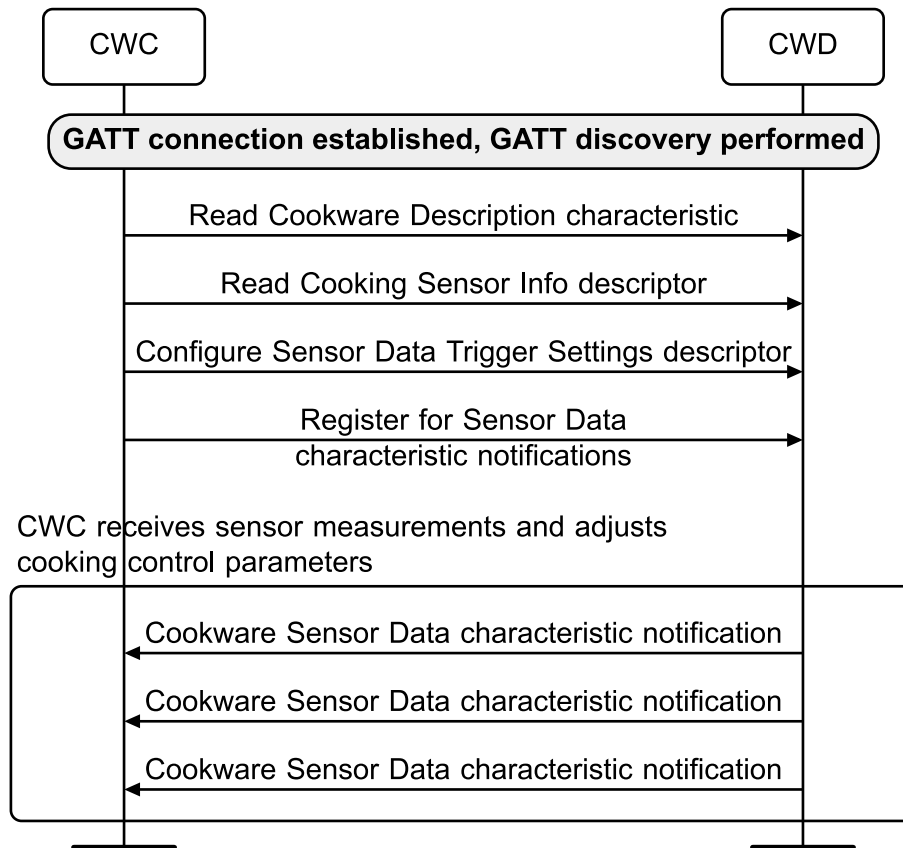 CWC
CWD
GATT connection established, GATT discovery performed
Read Cookware Description characteristic
Read Cooking Sensor Info descriptor
Configure Sensor Data Trigger Settings descriptor
Register for Sensor Data
characteristic notifications
CWC receives sensor measurements and adjusts
cooking control parameters
Cookware Sensor Data characteristic notification
Cookware Sensor Data characteristic notification
Cookware Sensor Data characteristic notification